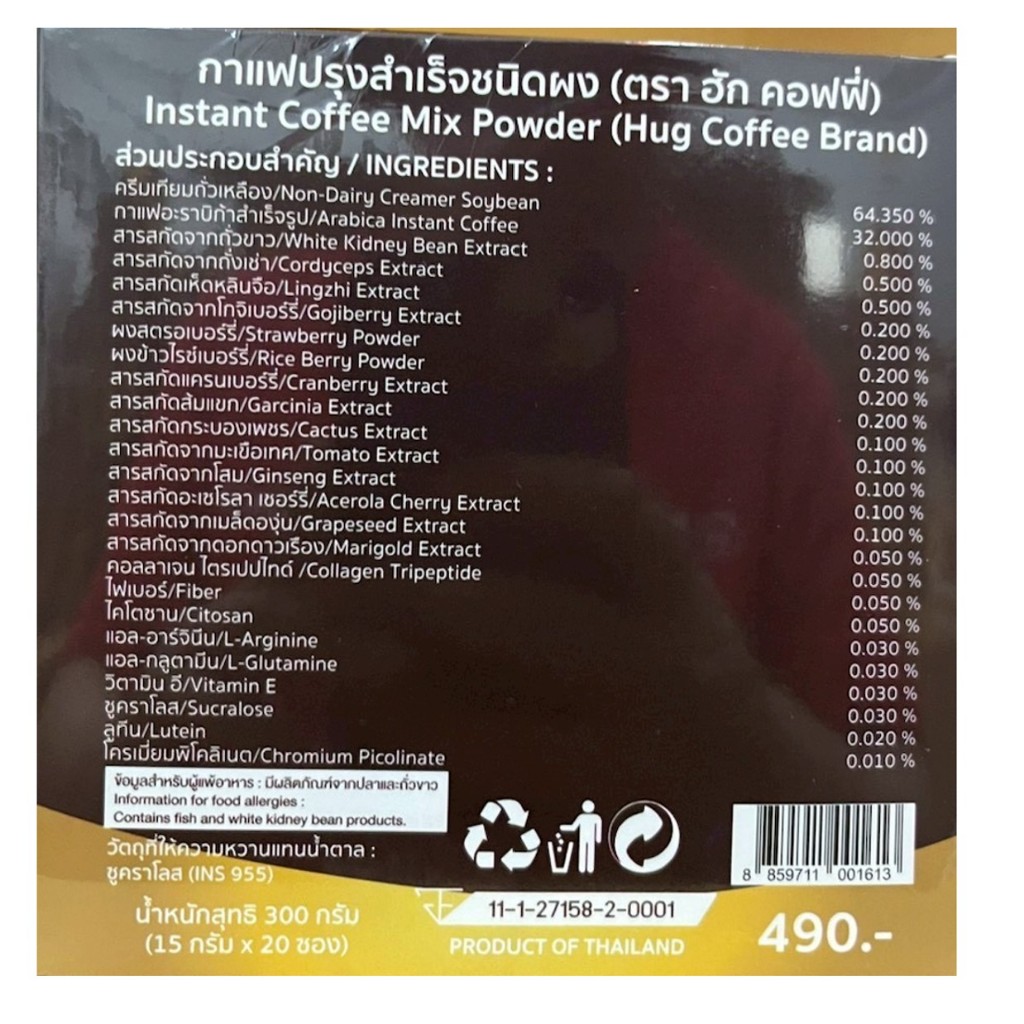 กาแฟปรุงสำเร็จชนิดผง (ตรา ฮัก คอฟฟี่)
Instant Coffee Mix Powder (Hug Coffee Brand)
ส่วนประกอบสำคัญ / INGREDIENTS :
ครีมเทียมถั่วเหลือง/Non-Dairy Creamer Soybean 64.350 %
กาแฟอะราบิก้าสำเร็จรูป/Arabica Instant Coffee 32.000 %
สารสกัดจากถั่วขาว/White Kidney Bean Extract 0.800 %
สารสกัดจากถั่งเช่า/Cordyceps Extract 0.500 %
สารสกัดเห็ดหลินจือ/Lingzhi Extract 0.500 %
สารสกัดจากโกจิเบอร์รี่/Gojiberry Extract 0.200 %
ผงสตรอเบอร์รี่/Strawberry Powder 0.200 %
ผงข้าวไรซ์เบอร์รี่/Rice Berry Powder 0.200 %
สารสกัดแครนเบอร์รี่/Cranberry Extract 0.200 %
สารสกัดส้มแขก/Garcinia Extract 0.200 %
สารสกัดกระบองเพชร/Cactus Extract 0.100 %
สารสกัดจากมะเขือเทศ/Tomato Extract 0.100 %
สารสกัดจากโสม/Ginseng Extract 0.100 %
สารสกัดอะเซโรลา เชอร์รี่/Acerola Cherry Extract 0.100 %
สารสกัดจากเมล็ดองุ่น/Grapeseed Extract 0.100 %
สารสกัดจากดอกดาวเรือง/Marigold Extract 0.050 %
คอลลาเจน ไตรเปปไทด์ /Collagen Tripeptide 0.050 %
ไฟเบอร์/Fiber 0.050 %
ไคโตซาน/Citosan 0.050 %
แอล-อาร์จินีน/L-Arginine 0.030 %
แอล-กลูตามีน/L-Glutamine 0.030 %
วิตามิน อี/Vitamin E 0.030 %
ซูคราโลส/Sucralose 0.030 %
ลูทีน/Lutein 0.020 %
โครเมี่ยมพิโคลิเนต/Chromium Picolinate 0.010 %
ข้อมูลสำหรับผู้แพ้อาหาร : มีผลิตภัณฑ์จากปลาและถั่วขาว
Information for food allergies :
Contains fish and white kidney bean products.
วัตถุที่ให้ความหวานแทนน้ำตาล :
ซูคราโลส (INS 955)
น้ำหนักสุทธิ 300 กรัม
(15 กรัม x 20 ซอง)
11-1-27158-2-0001
PRODUCT OF THAILAND
8 859711 001613
490.-